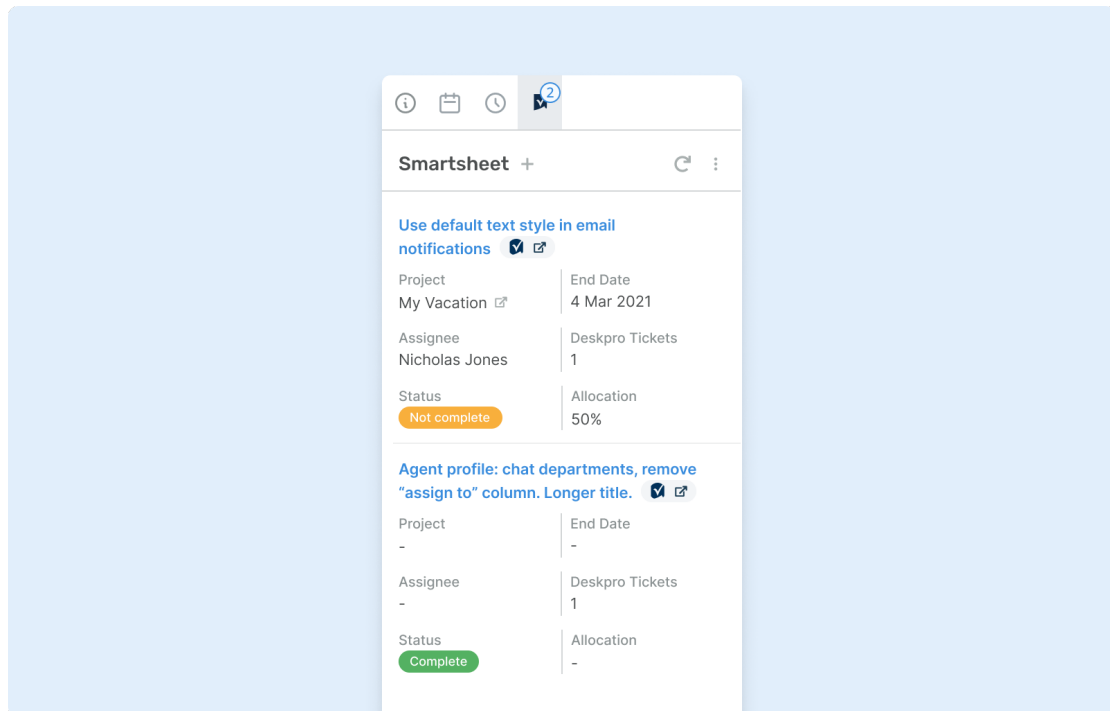 2
Smartsheet
Use default text style in email
notifications
Project
End Date
My Vacation
4 Mar 2021
Assignee
Deskpro Tickets
Nicholas Jones
1
Status
Allocation
Not complete
50%
Agent profile: chat departments, remove
“assign to” column. Longer title.
Project
End Date
-
-
Assignee
Deskpro Tickets
-
1
Status
Allocation
Complete
-